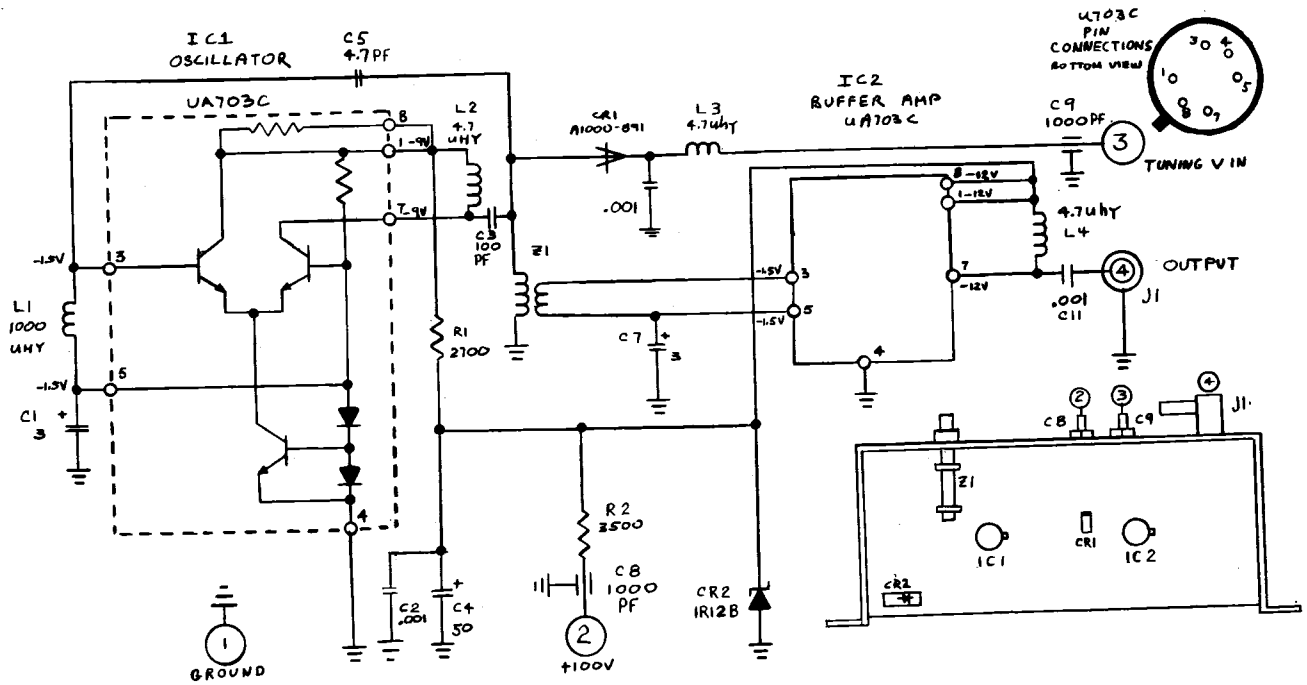 IC1
OSCILLATOR
C5
4.7PF
UA703C
8
1 -9V
L2
4.7
UHY
7 -9V
C3
100
PF
Z1
-1.5V
3
L1
1000
UHY
-1.5V
5
C1
+
3
4
R1
2700
CR1
A1000-891
.001
L3
4.7uhy
IC2
BUFFER AMP
UA703C
U703C
PIN
CONNECTIONS
BOTTOM VIEW
3
4
1
5
8
7
C9
1000PF
3
TUNING V IN
8 -12V
1 -12V
4.7uhy
L4
-1.5V
3
-1.5V
5
7
-12V
4
C7
+
3
.001
C11
4
J1
OUTPUT
R2
3500
C8
1000
PF
2
+100V
C2
.001
+
C4
50
CR2
1R12B
1
GROUND
2
C8
3
C9
4
J1
Z1
IC1
CR1
IC2
CR2